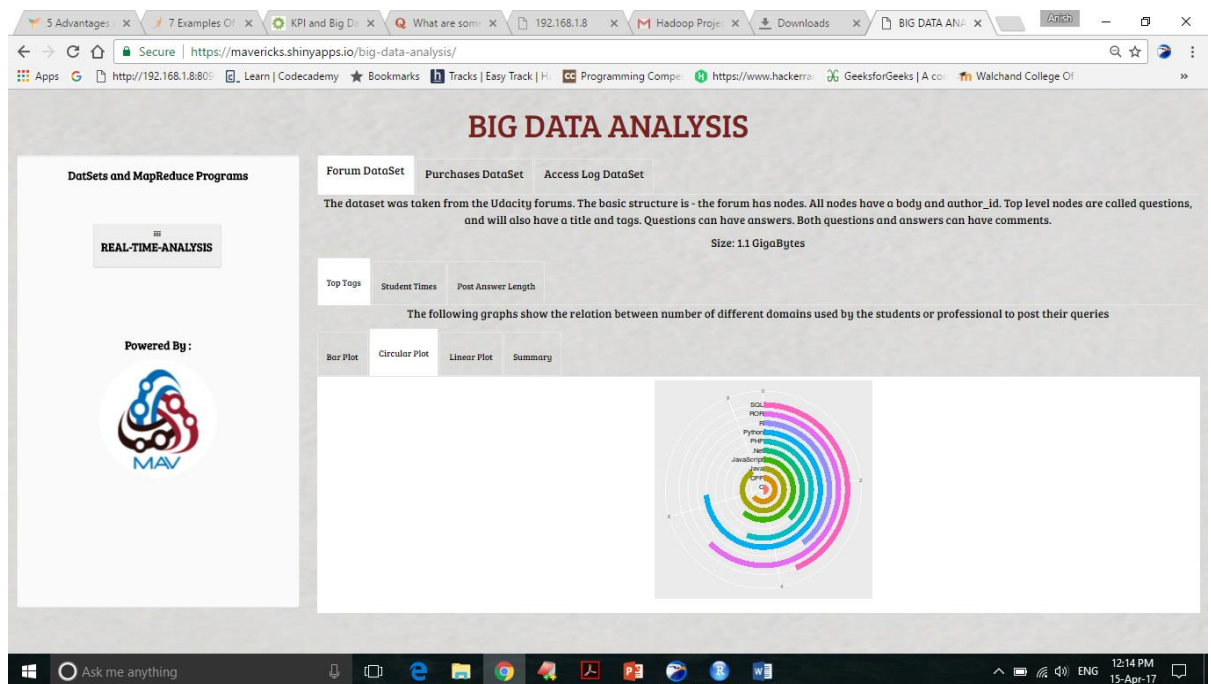 5 Advantages
7 Examples Of
KPI and Big Da
What are som
192.168.1.8
Hadoop Proje
Downloads
BIG DATA ANA
Anish
Secure | https://mavericks.shinyapps.io/big-data-analysis/
Apps
http://192.168.1.8:809
Learn | Codecademy
Bookmarks
Tracks | Easy Track | H
Programming Compe
https://www.hackerra
GeeksforGeeks | A co
Walchand College Of
»
BIG DATA ANALYSIS
DatSets and MapReduce Programs
REAL-TIME-ANALYSIS
Powered By :
MAV
Forum DataSet
Purchases DataSet
Access Log DataSet
The dataset was taken from the Udacity forums. The basic structure is - the forum has nodes. All nodes have a body and author_id. Top level nodes are called questions,
and will also have a title and tags. Questions can have answers. Both questions and answers can have comments.
Size: 1.1 GigaBytes
Top Tags
Student Times
Post Answer Length
The following graphs show the relation between number of different domains used by the students or professional to post their queries
Bar Plot
Circular Plot
Linear Plot
Summary
SQL
ROR
R
Python
PHP
.Net
JavaScript
Java
CPP
C
2
4
Ask me anything
ENG
12:14 PM
15-Apr-17